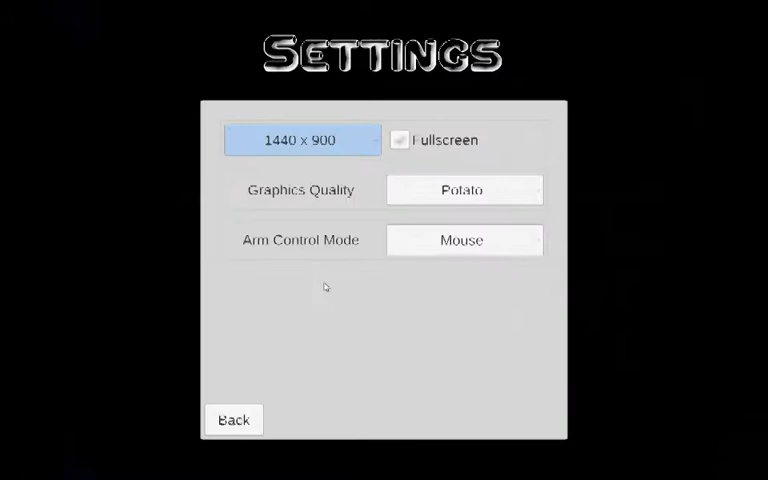 SETTINGS
1440 x 900
Fullscreen
Graphics Quality
Potato
Arm Control Mode
Mouse
Back